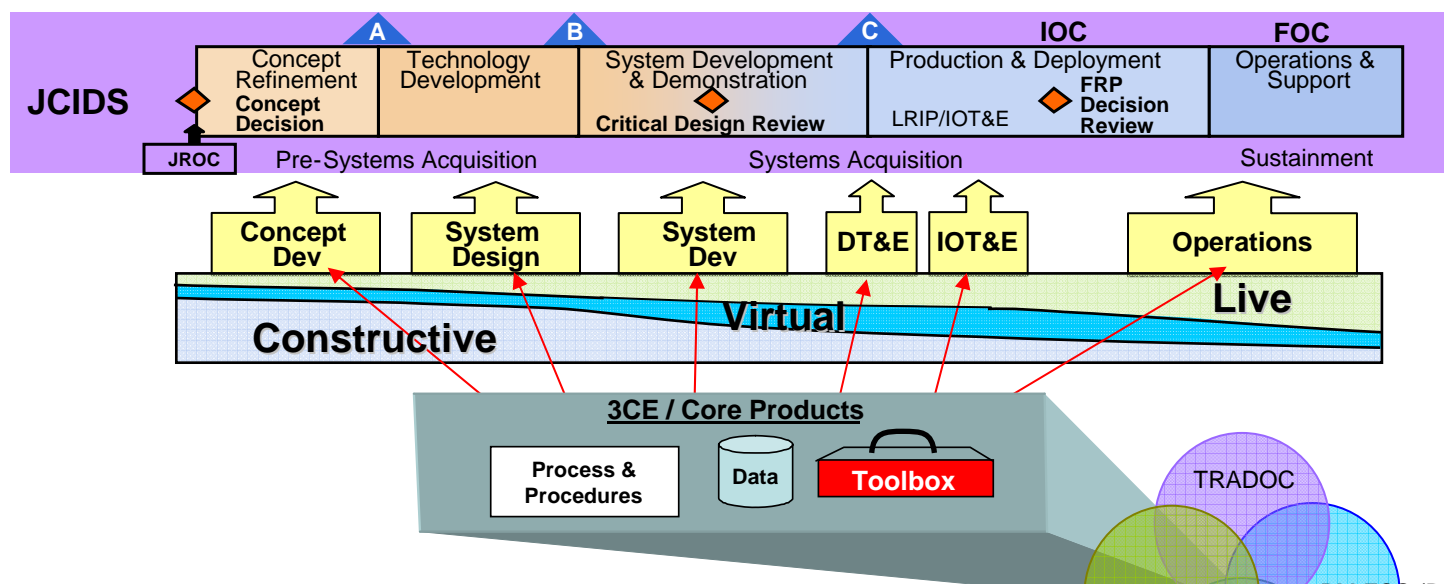 A
B
C
IOC
FOC
JCIDS
Concept
Refinement
Concept
Decision
Technology
Development
System Development
& Demonstration
Critical Design Review
Production & Deployment
LRIP/IOT&E
FRP
Decision
Review
Operations &
Support
JROC
Pre-Systems Acquisition
Systems Acquisition
Sustainment
Concept
Dev
System
Design
System
Dev
DT&E
IOT&E
Operations
Live
Virtual
Constructive
3CE / Core Products
Process &
Procedures
Data
Toolbox
TRADOC